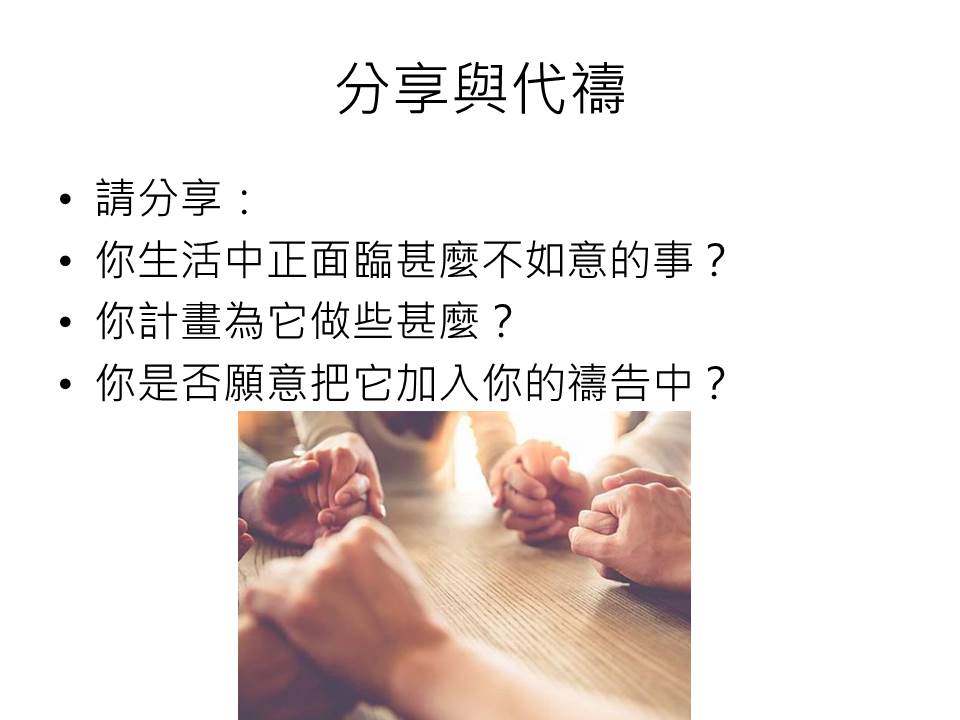 分享與代禱
• 請分享：
• 你生活中正面臨甚麼不如意的事？
• 你計畫為它做些甚麼？
• 你是否願意把它加入你的禱告中？